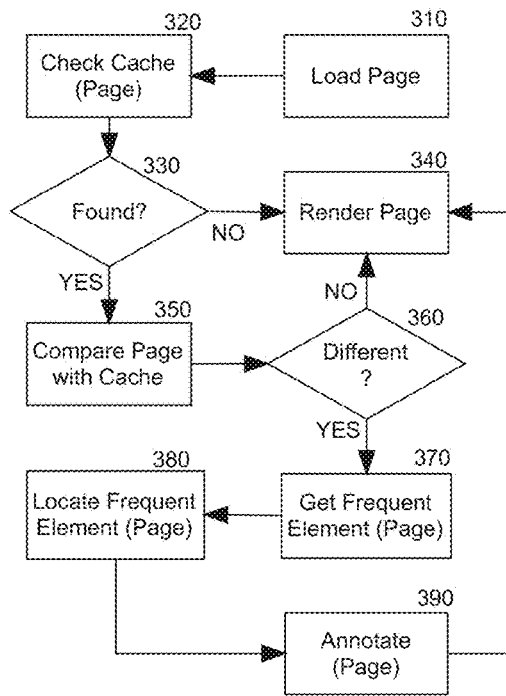 320
Check Cache
(Page)
310
Load Page
330
Found?
NO
YES
340
Render Page
350
Compare Page
with Cache
NO
360
Different
?
YES
370
Get Frequent
Element (Page)
380
Locate Frequent
Element (Page)
390
Annotate
(Page)